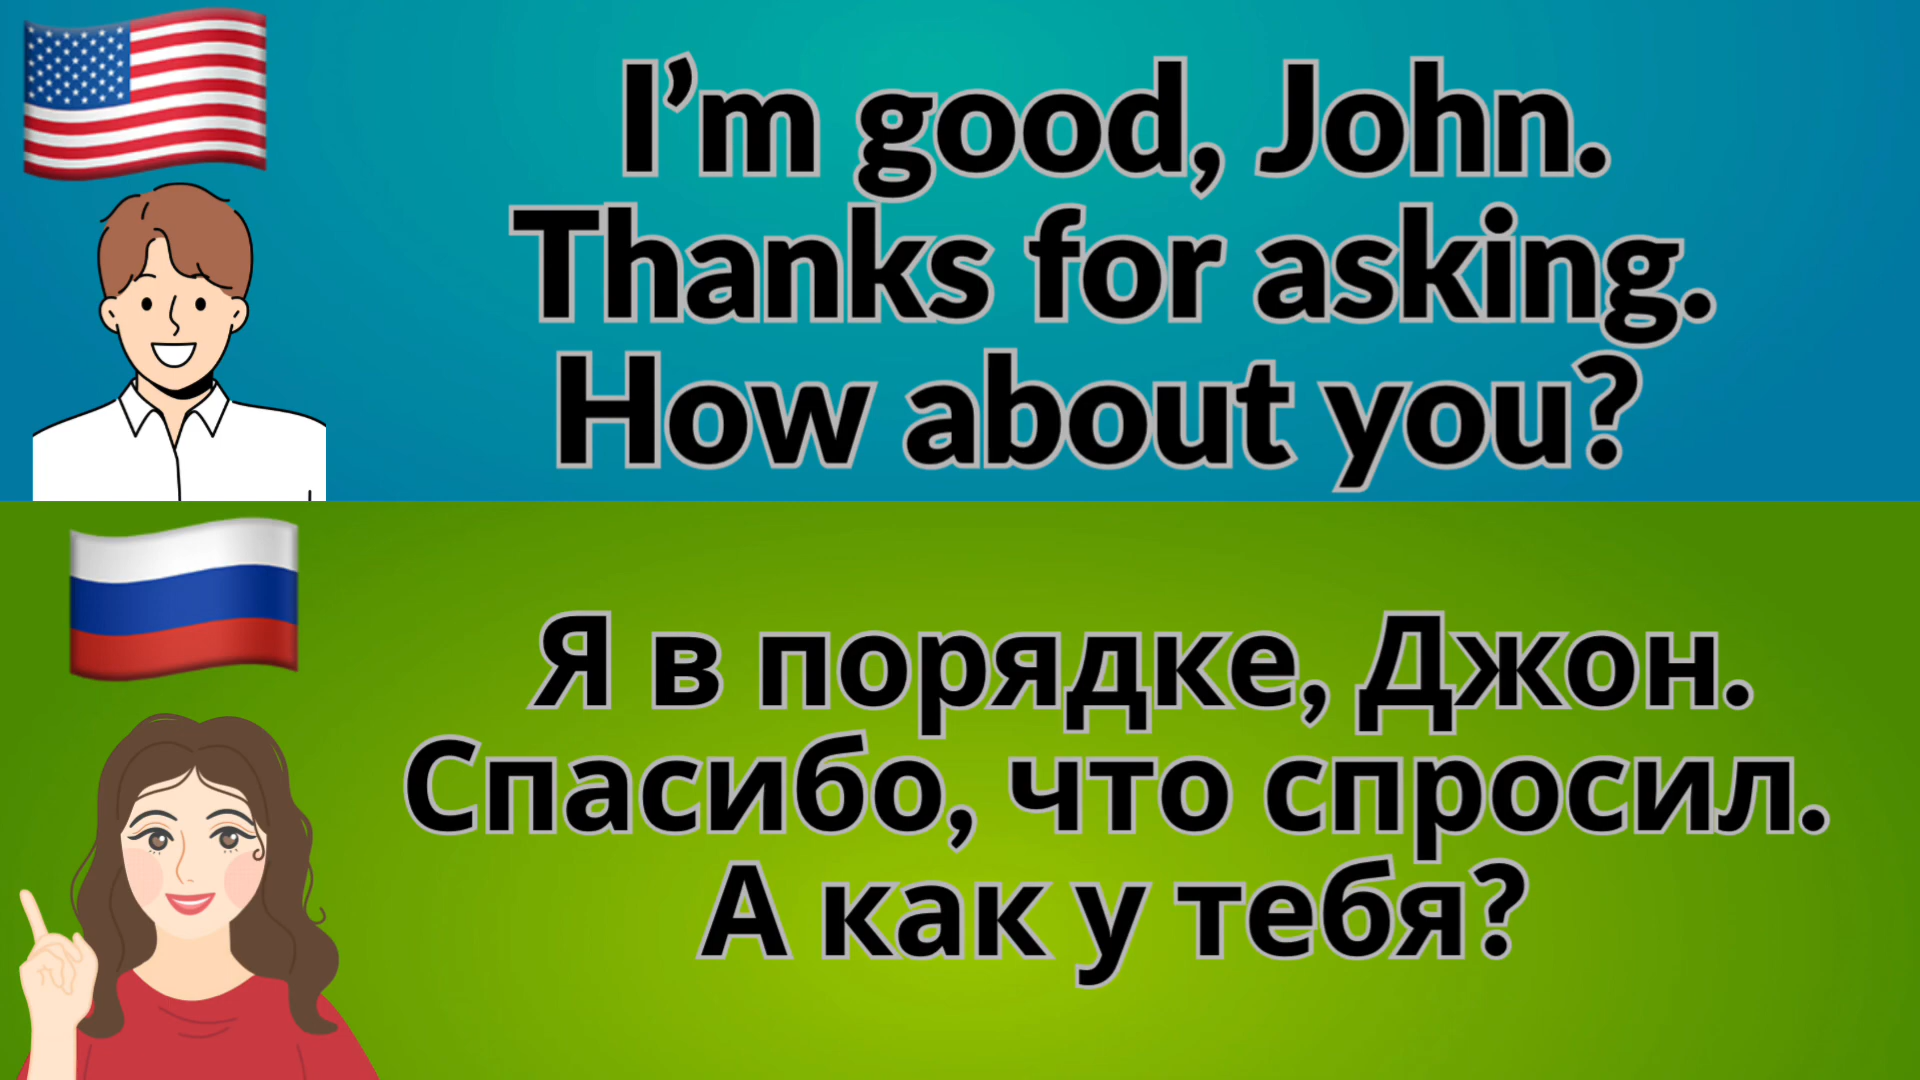 I’m good, John.
Thanks for asking.
How about you?
Я в порядке, Джон.
Спасибо, что спросил.
А как у тебя?